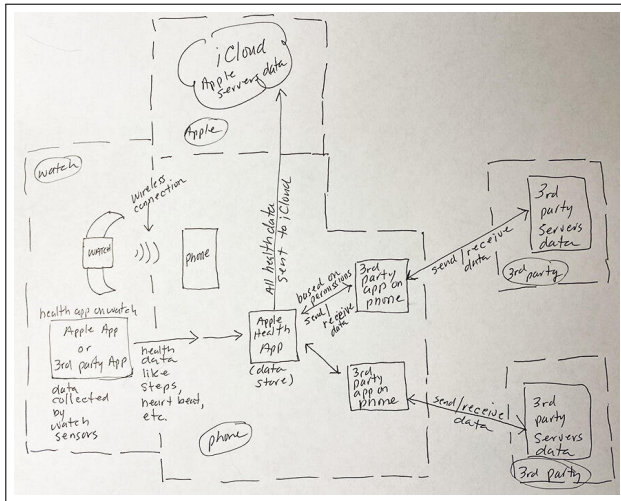 iCloud
Apple
servers data
Apple
watch
wireless
connection
WATCH
phone
All health data
sent to iCloud
health app on watch
Apple App
or
3rd party App
data
collected
by
watch
sensors
health
data
like
steps,
heart beat,
etc.
Apple
Health
App
(data
store)
based on
permissions
send/
receive
data
3rd
party
app on
phone
3rd
party
app on
phone
phone
send/receive
data
3rd
party
Servers
data
3rd party
send/receive
data
3rd
party
Servers
data
3rd party